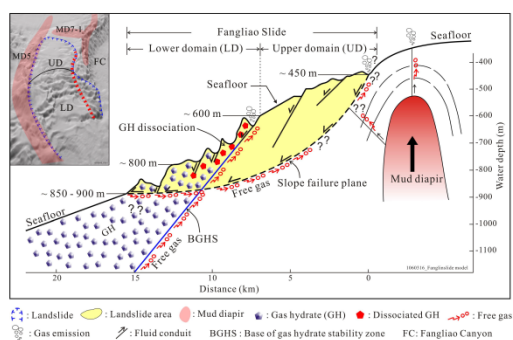 MD7-1
Fangliao Slide
Lower domain (LD)
Upper domain (UD)
Seafloor
MD5
FC
UD
LD
~ 450 m
Seafloor
-400
~ 600 m
-500
GH dissociation
-600
~ 800 m
-700
Water depth (m)
Mud diapir
~ 850 - 900 m
Free gas
Slope failure plane
-800
Seafloor
-900
GH
BGHS
-1000
Free gas
-1100
1060516_Fangliaoslide model
20
15
10
5
0
Distance (km)
: Landslide
: Landslide area
: Mud diapir
: Gas hydrate (GH)
: Dissociated GH
: Free gas
: Gas emission
: Fluid conduit
BGHS : Base of gas hydrate stability zone
FC: Fangliao Canyon
??
??
??
??
??